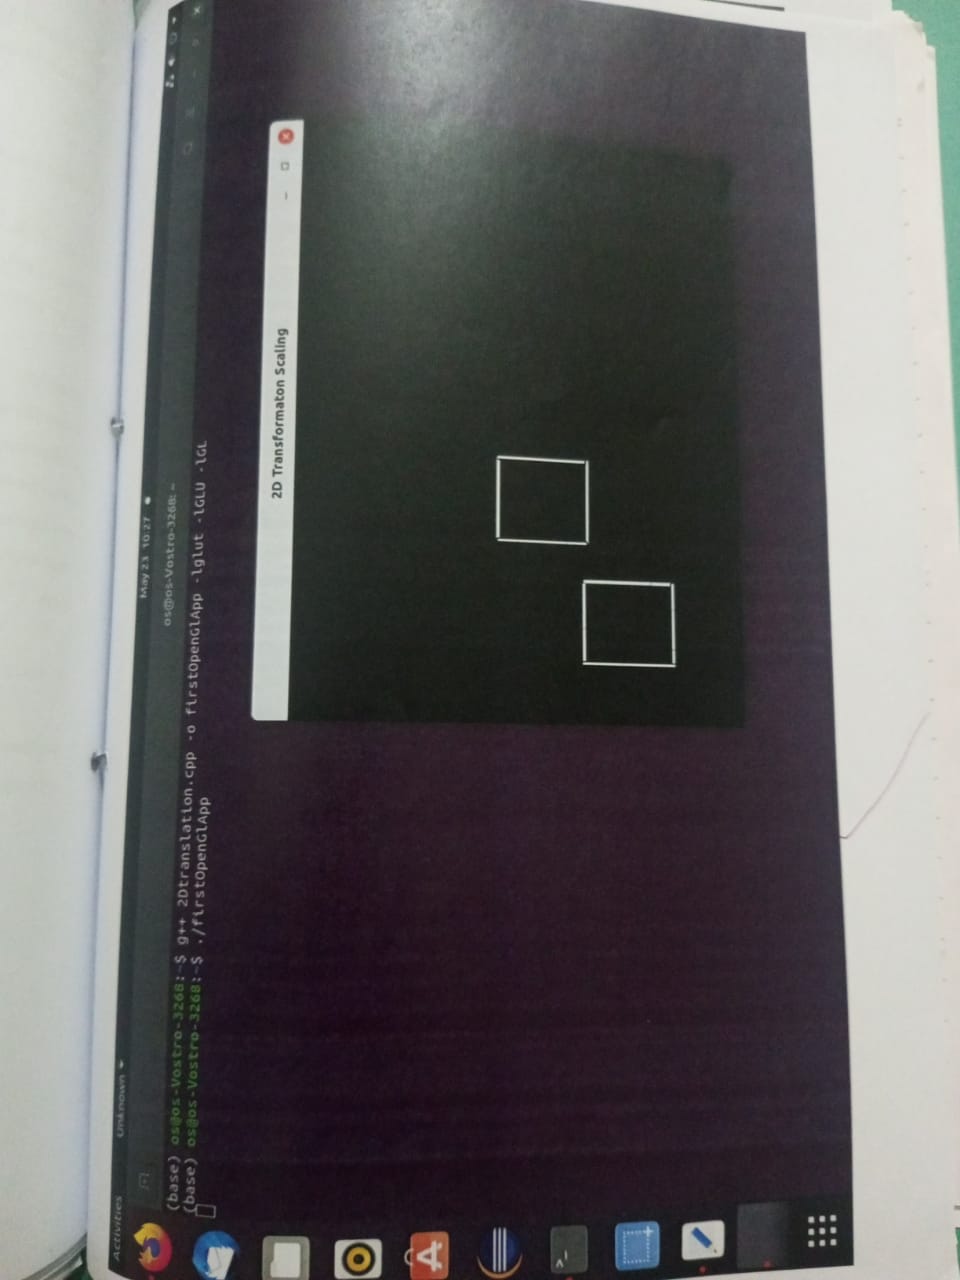 Activities
Unknown
May 23 10:27
os@os-Vostro-3268: ~
(base) os@os-Vostro-3268:~$ g++ 2Dtranslation.cpp -o firstOpenGlApp -lglut -lGLU -lGL
(base) os@os-Vostro-3268:~$ ./firstOpenGlApp
2D Transformaton Scaling